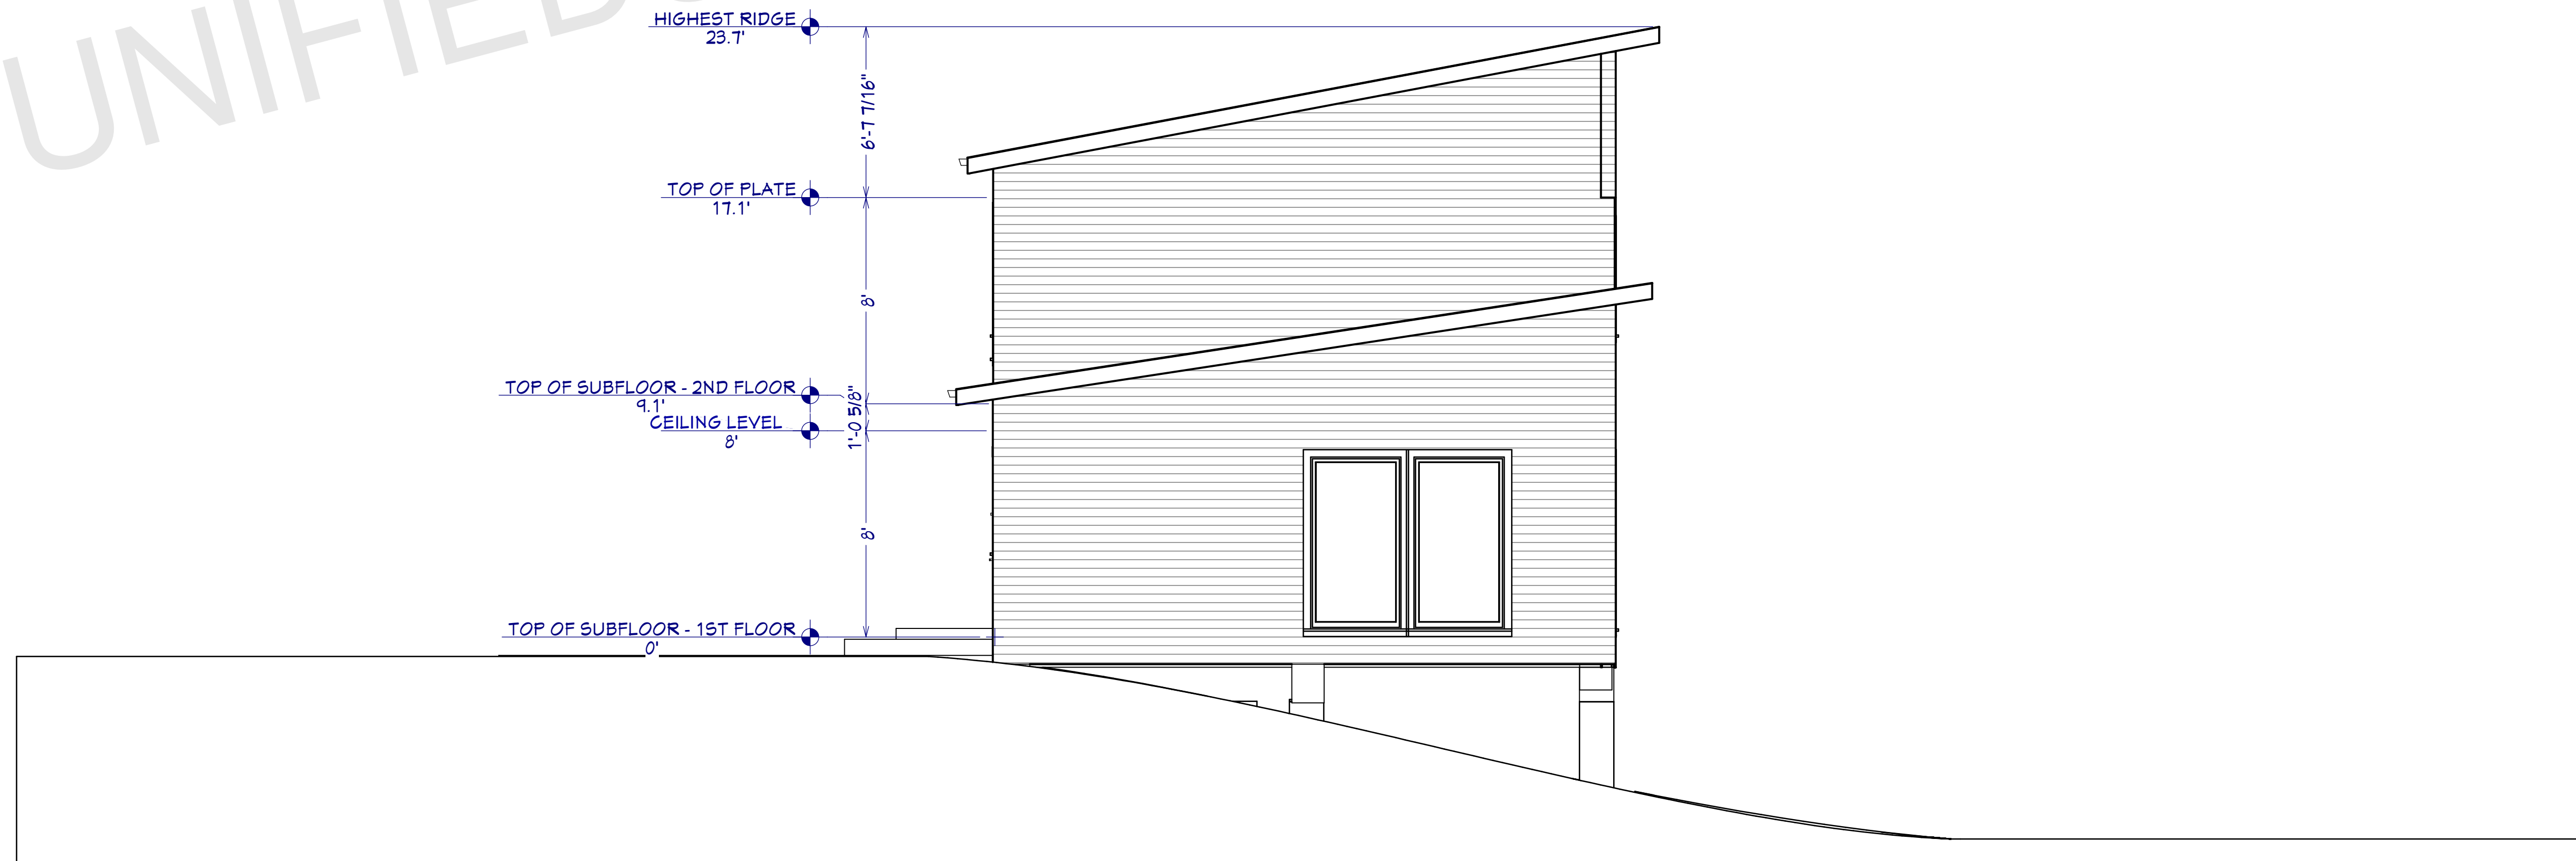 UNIFIED
HIGHEST RIDGE
23.7'
6'-7 7/16"
TOP OF PLATE
17.1'
8'
TOP OF SUBFLOOR - 2ND FLOOR
9.1'
1'-0 5/8"
CEILING LEVEL
8'
8'
TOP OF SUBFLOOR - 1ST FLOOR
0'